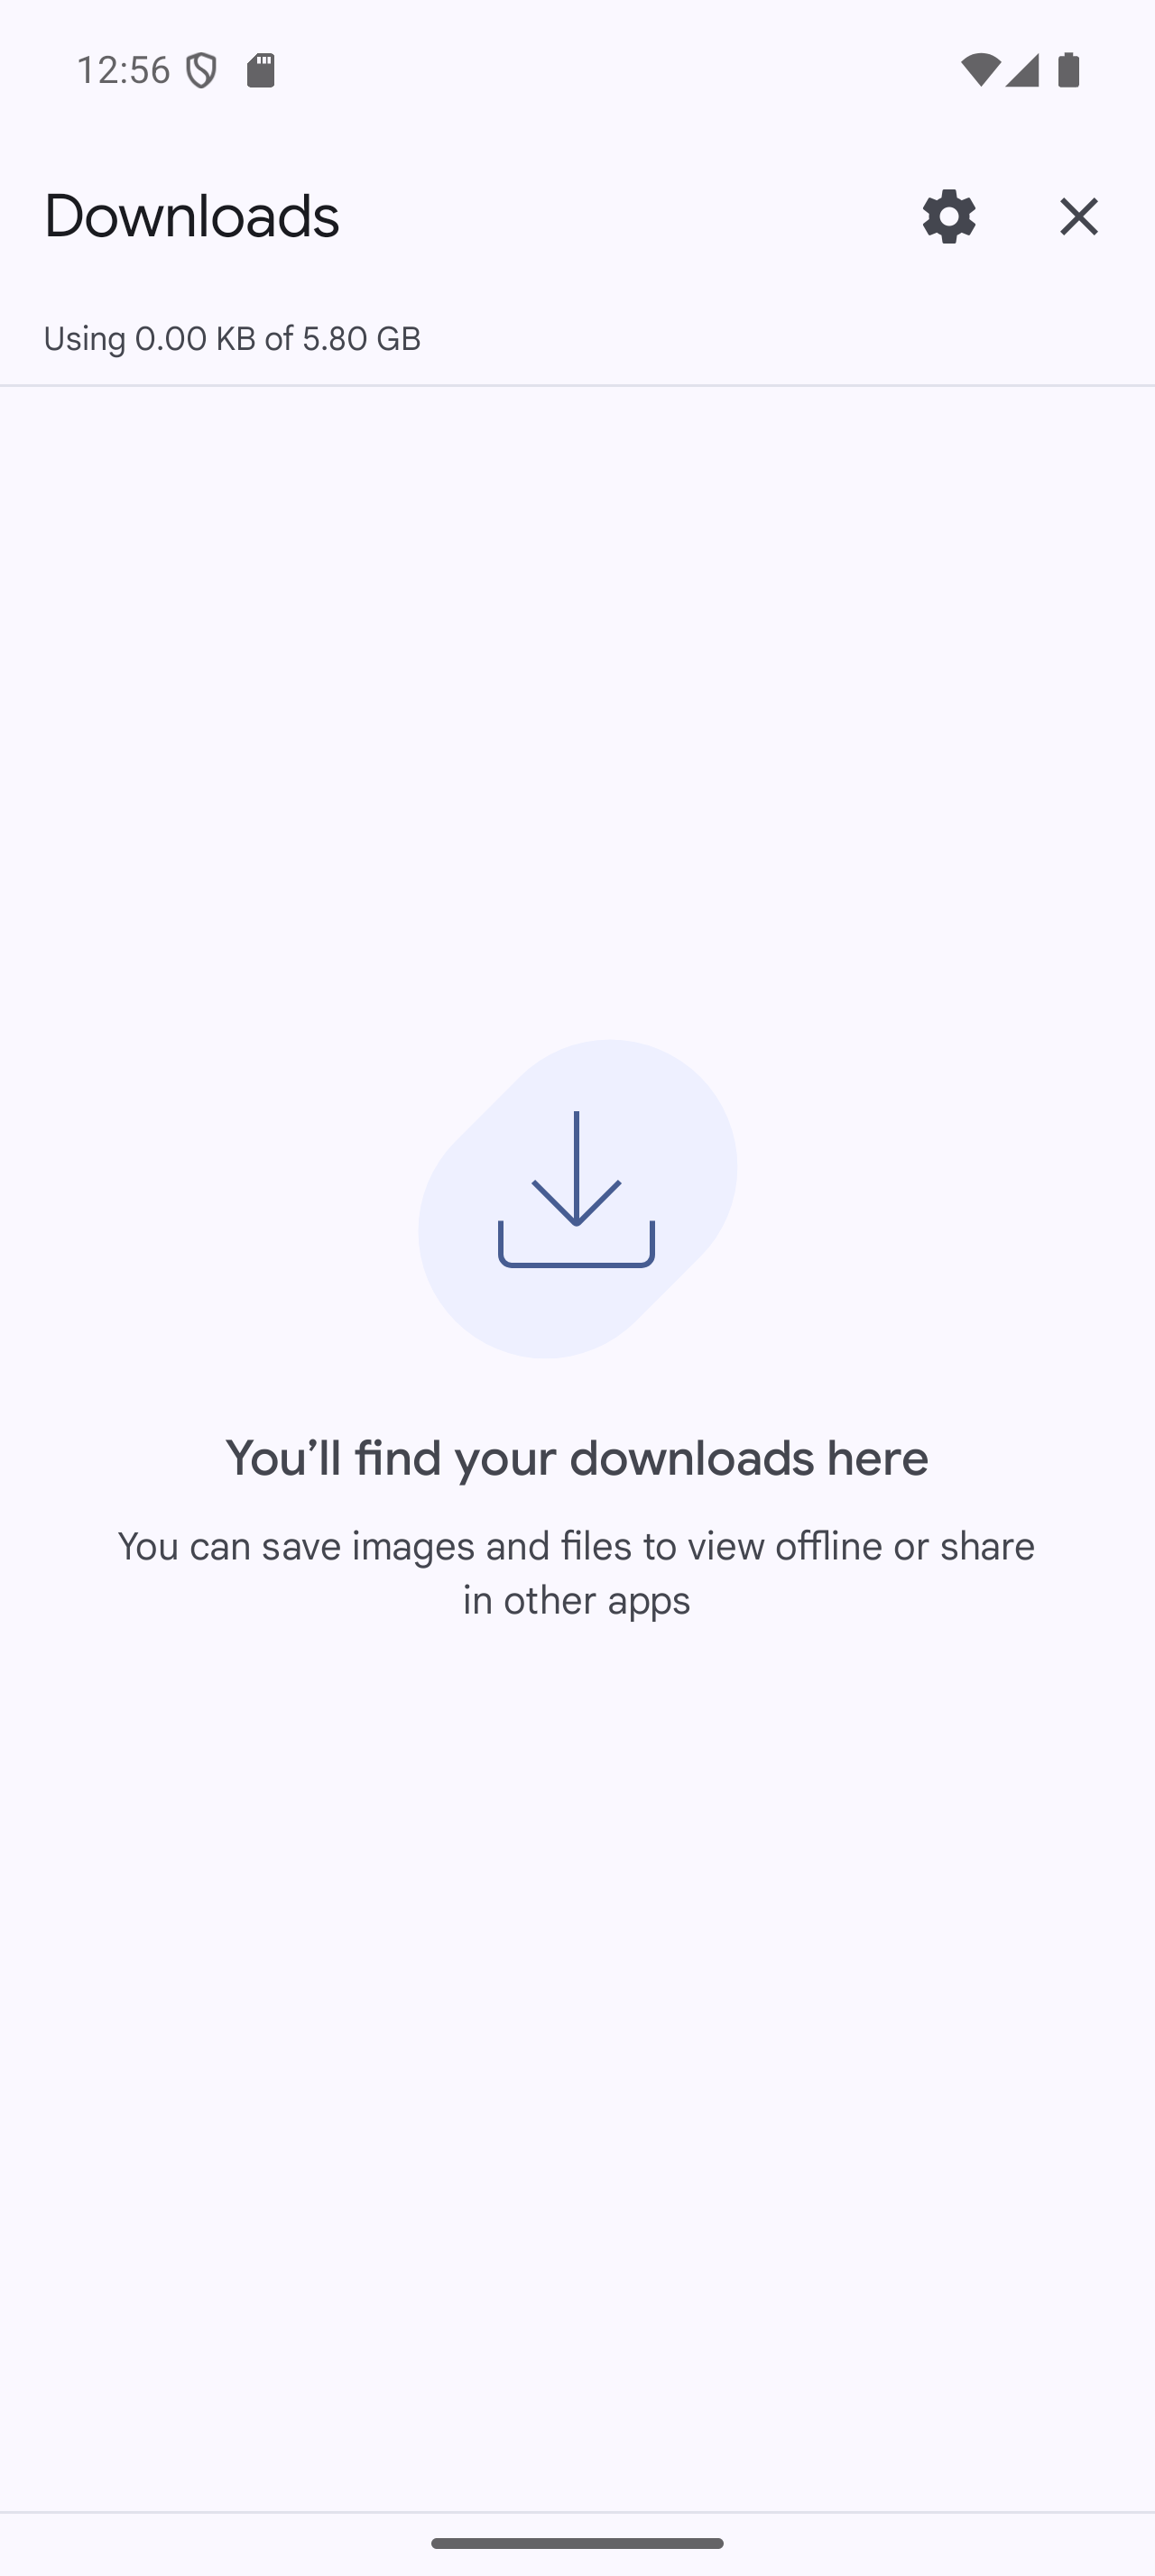 12:56
Downloads
Using 0.00 KB of 5.80 GB
You’ll find your downloads here
You can save images and files to view offline or share
in other apps